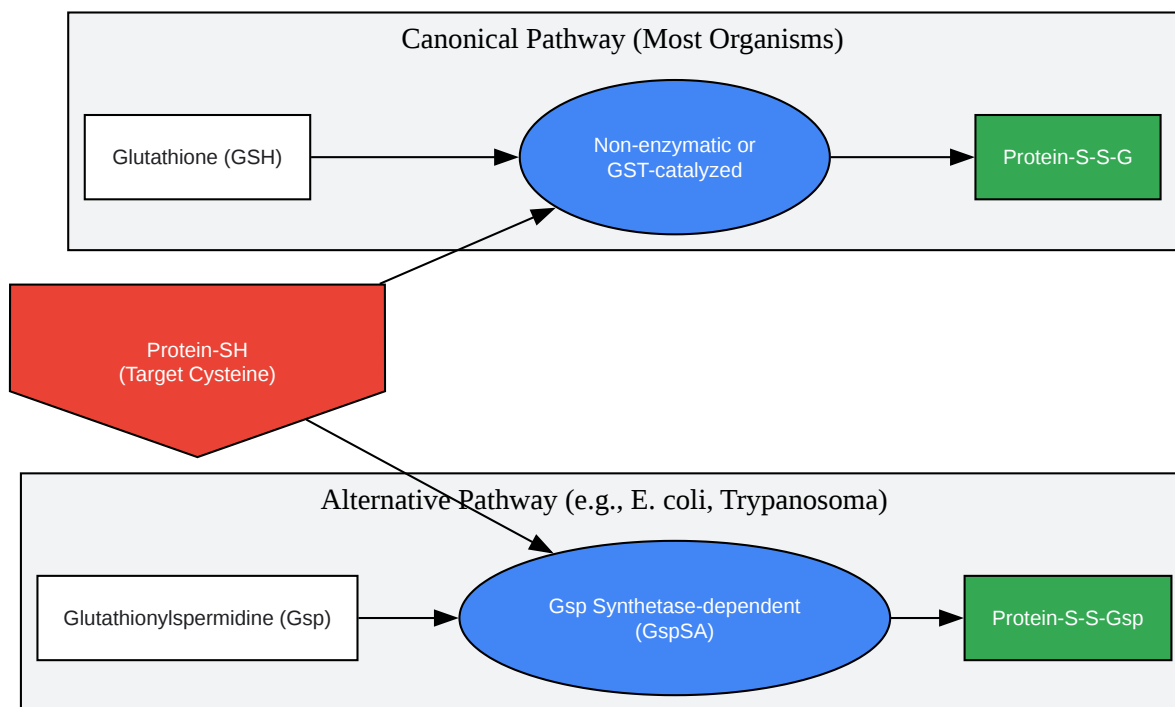 Canonical Pathway (Most Organisms)
Glutathione (GSH)
Non-enzymatic or
GST-catalyzed
Protein-S-S-G
Protein-SH
(Target Cysteine)
Alternative Pathway (e.g., E. coli, Trypanosoma)
Glutathionylspermidine (Gsp)
Gsp Synthetase-dependent
(GspSA)
Protein-S-S-Gsp